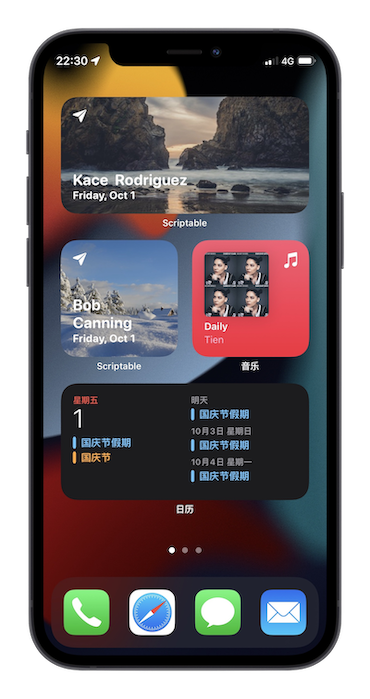 22:30
4G
Kace Rodriguez
Friday, Oct 1
Scriptable
Bob
Canning
Friday, Oct 1
Scriptable
Daily
Tien
音乐
星期五
1
国庆节假期
国庆节
明天
国庆节假期
10月3日 星期日
国庆节假期
10月4日 星期一
国庆节假期
日历